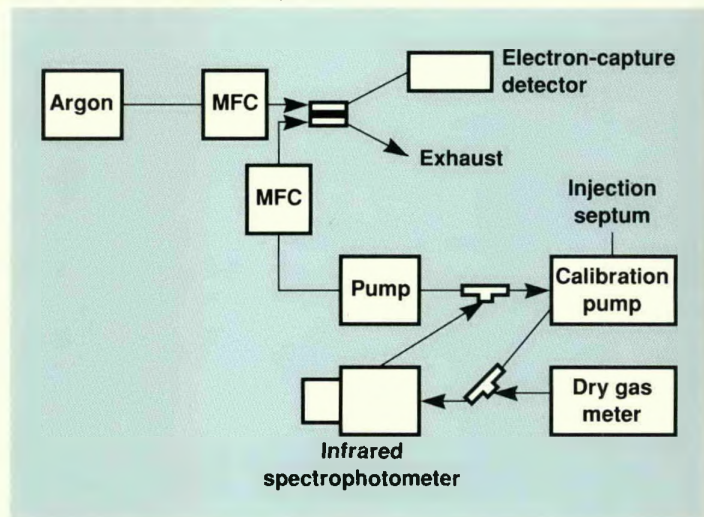 Electron-capture
detector
Argon
MFC
Exhaust
MFC
Injection
septum
Pump
Calibration
pump
Dry gas
meter
Infrared
spectrophotometer